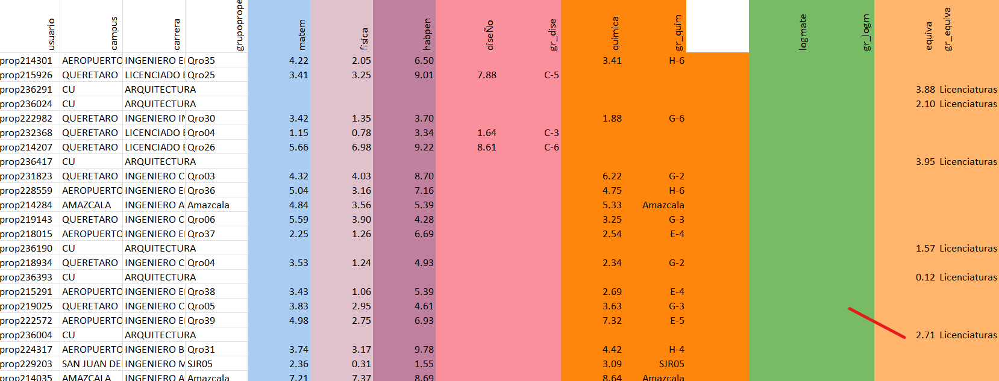 usuario campus carrera grupoprope matem fisica habpen diseÑo gr_dise quimica gr_quim logmate gr_logm equiva gr_equiva
prop214301 AEROPUERTO INGENIERO E Qro35 4.22 2.05 6.50 3.41 H-6
prop215926 QUERETARO LICENCIADO E Qro25 3.41 3.25 9.01 7.88 C-5
prop236291 CU ARQUITECTURA 3.88 Licenciaturas
prop236024 CU ARQUITECTURA 2.10 Licenciaturas
prop222982 QUERETARO INGENIERO IN Qro30 3.42 1.35 3.70 1.88 G-6
prop232368 QUERETARO LICENCIADO E Qro04 1.15 0.78 3.34 1.64 C-3
prop214207 QUERETARO LICENCIADO E Qro26 5.66 6.98 9.22 8.61 C-6
prop236417 CU ARQUITECTURA 3.95 Licenciaturas
prop231823 QUERETARO INGENIERO C Qro03 4.32 4.03 8.70 6.22 G-2
prop228559 AEROPUERTO INGENIERO E Qro36 5.04 3.16 7.16 4.75 H-6
prop214284 AMAZCALA INGENIERO A Amazcala 4.84 3.56 5.39 5.33 Amazcala
prop219143 QUERETARO INGENIERO C Qro06 5.59 3.90 4.28 3.25 G-3
prop218015 AEROPUERTO INGENIERO E Qro37 2.25 1.26 6.69 2.54 E-4
prop236190 CU ARQUITECTURA 1.57 Licenciaturas
prop218934 QUERETARO INGENIERO C Qro04 3.53 1.24 4.93 2.34 G-2
prop236393 CU ARQUITECTURA 0.12 Licenciaturas
prop215291 AEROPUERTO INGENIERO E Qro38 3.43 1.06 5.39 2.69 E-4
prop219025 QUERETARO INGENIERO C Qro05 3.83 2.95 4.61 3.63 G-3
prop222572 AEROPUERTO INGENIERO E Qro39 4.98 2.75 6.93 7.32 E-5
prop236004 CU ARQUITECTURA 2.71 Licenciaturas
prop224317 AEROPUERTO INGENIERO B Qro31 3.74 3.17 9.78 4.42 H-4
prop229203 SAN JUAN DE INGENIERO M SJR05 2.36 0.31 1.55 3.09 SJR05
prop214035 AMAZCALA INGENIERO A Amazcala 7.21 7.37 8.69 8.64 Amazcala